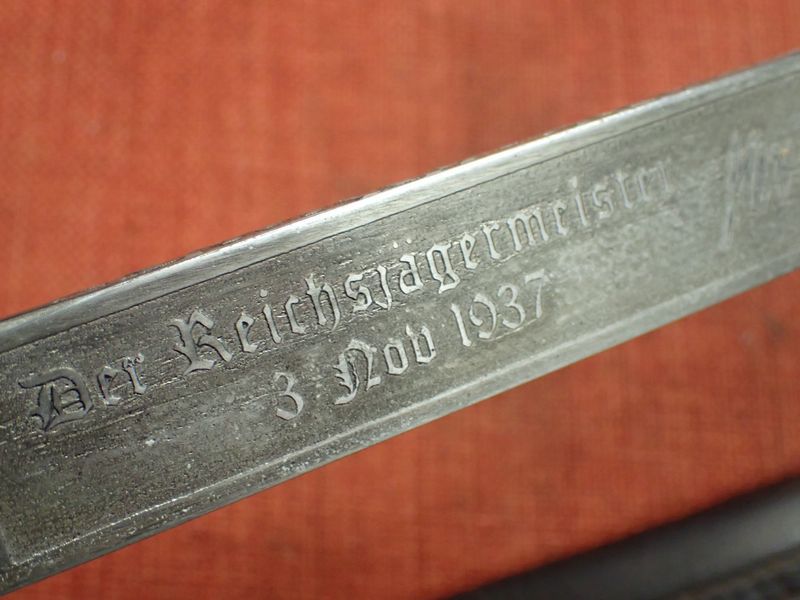 Der Reichsjägermeister
3 Nov 1937